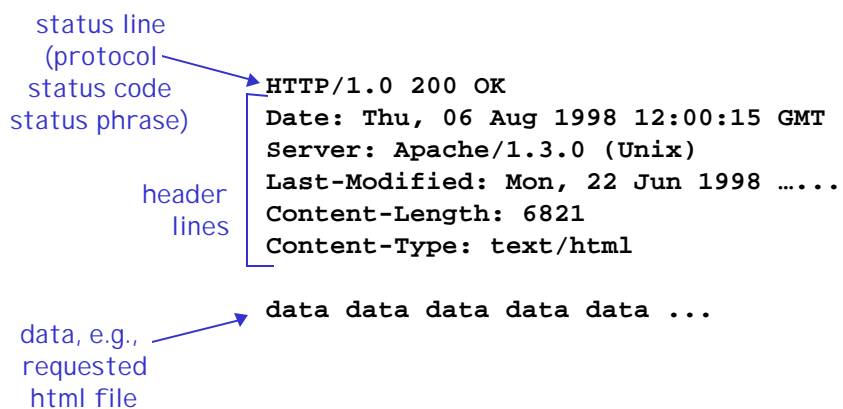 status line
(protocol
status code
status phrase)
HTTP/1.0 200 OK
Date: Thu, 06 Aug 1998 12:00:15 GMT
Server: Apache/1.3.0 (Unix)
Last-Modified: Mon, 22 Jun 1998 …...
Content-Length: 6821
Content-Type: text/html
header
lines
data data data data data ...
data, e.g.,
requested
html file